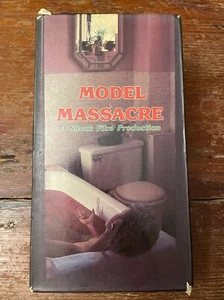 MODEL
MASSACRE
A Shock Film Production